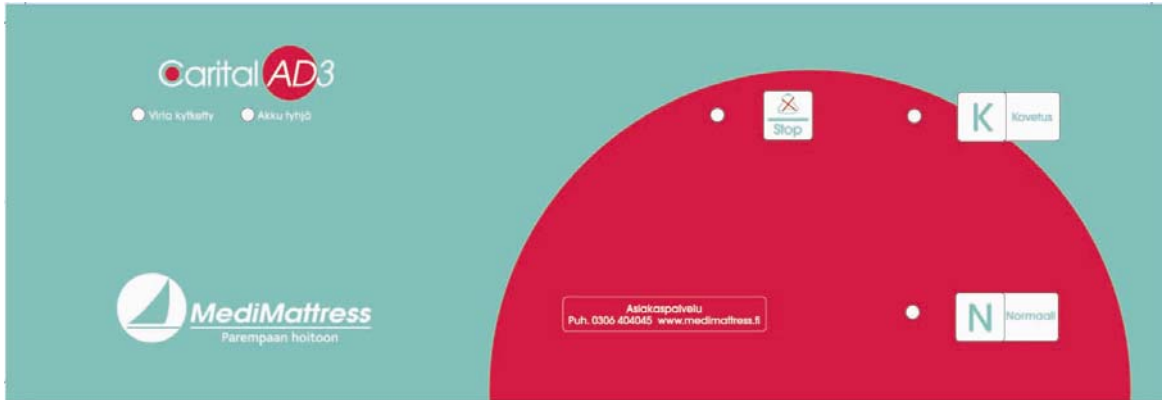 Carital AD3
Virta kytketty
Akku tyhjä
Stop
K Kovetus
MediMattress
Parempaan hoitoon
Asiakaspalvelu
Puh. 0306 404045 www.medimattress.fi
N Normaali